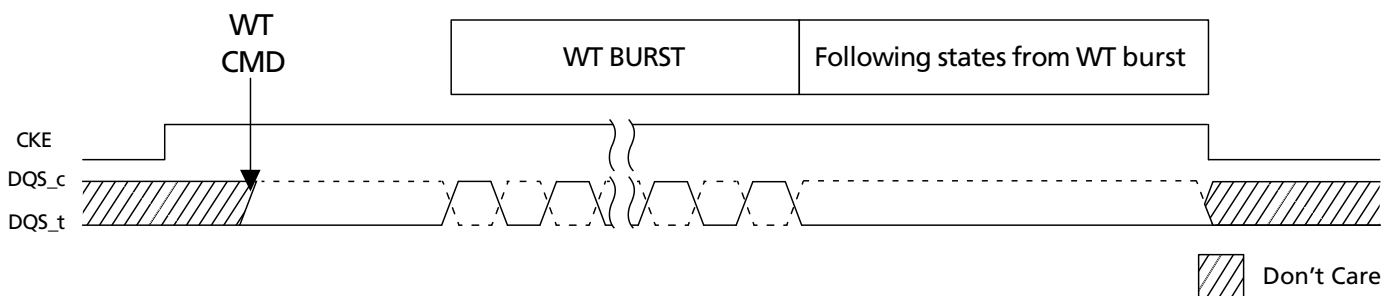 WT
CMD
WT BURST
Following states from WT burst
CKE
DQS_c
DQS_t
Don't Care